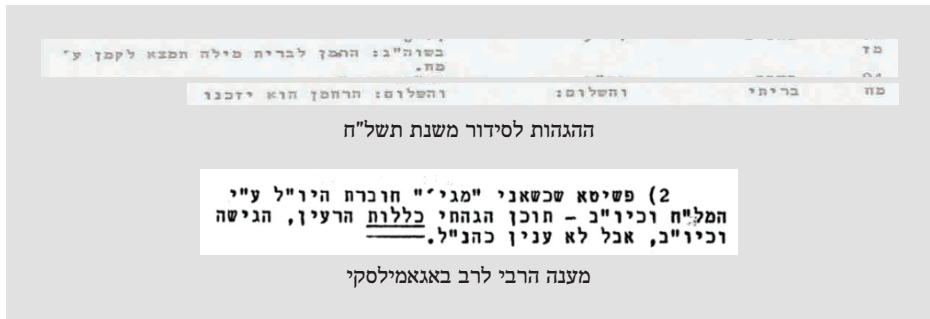 מז בשוה"ג: התמן לברית מילה תמצא לקמן ע'
מח.
מח בריתי והשלום: והשלום: הרחמן הוא יזכנו
ההגהות לסידור משנת תשל"ח
2) פשיטא שכשאני "מגי'" חוברת היו"ל ע"י
המל"ח וכיו"ב – תוכן הגהתי כללות הרעין, הגישה
וכיו"ב, אבל לא ענין כהנ"ל.
מענה הרבי לרב באגאמילסקי